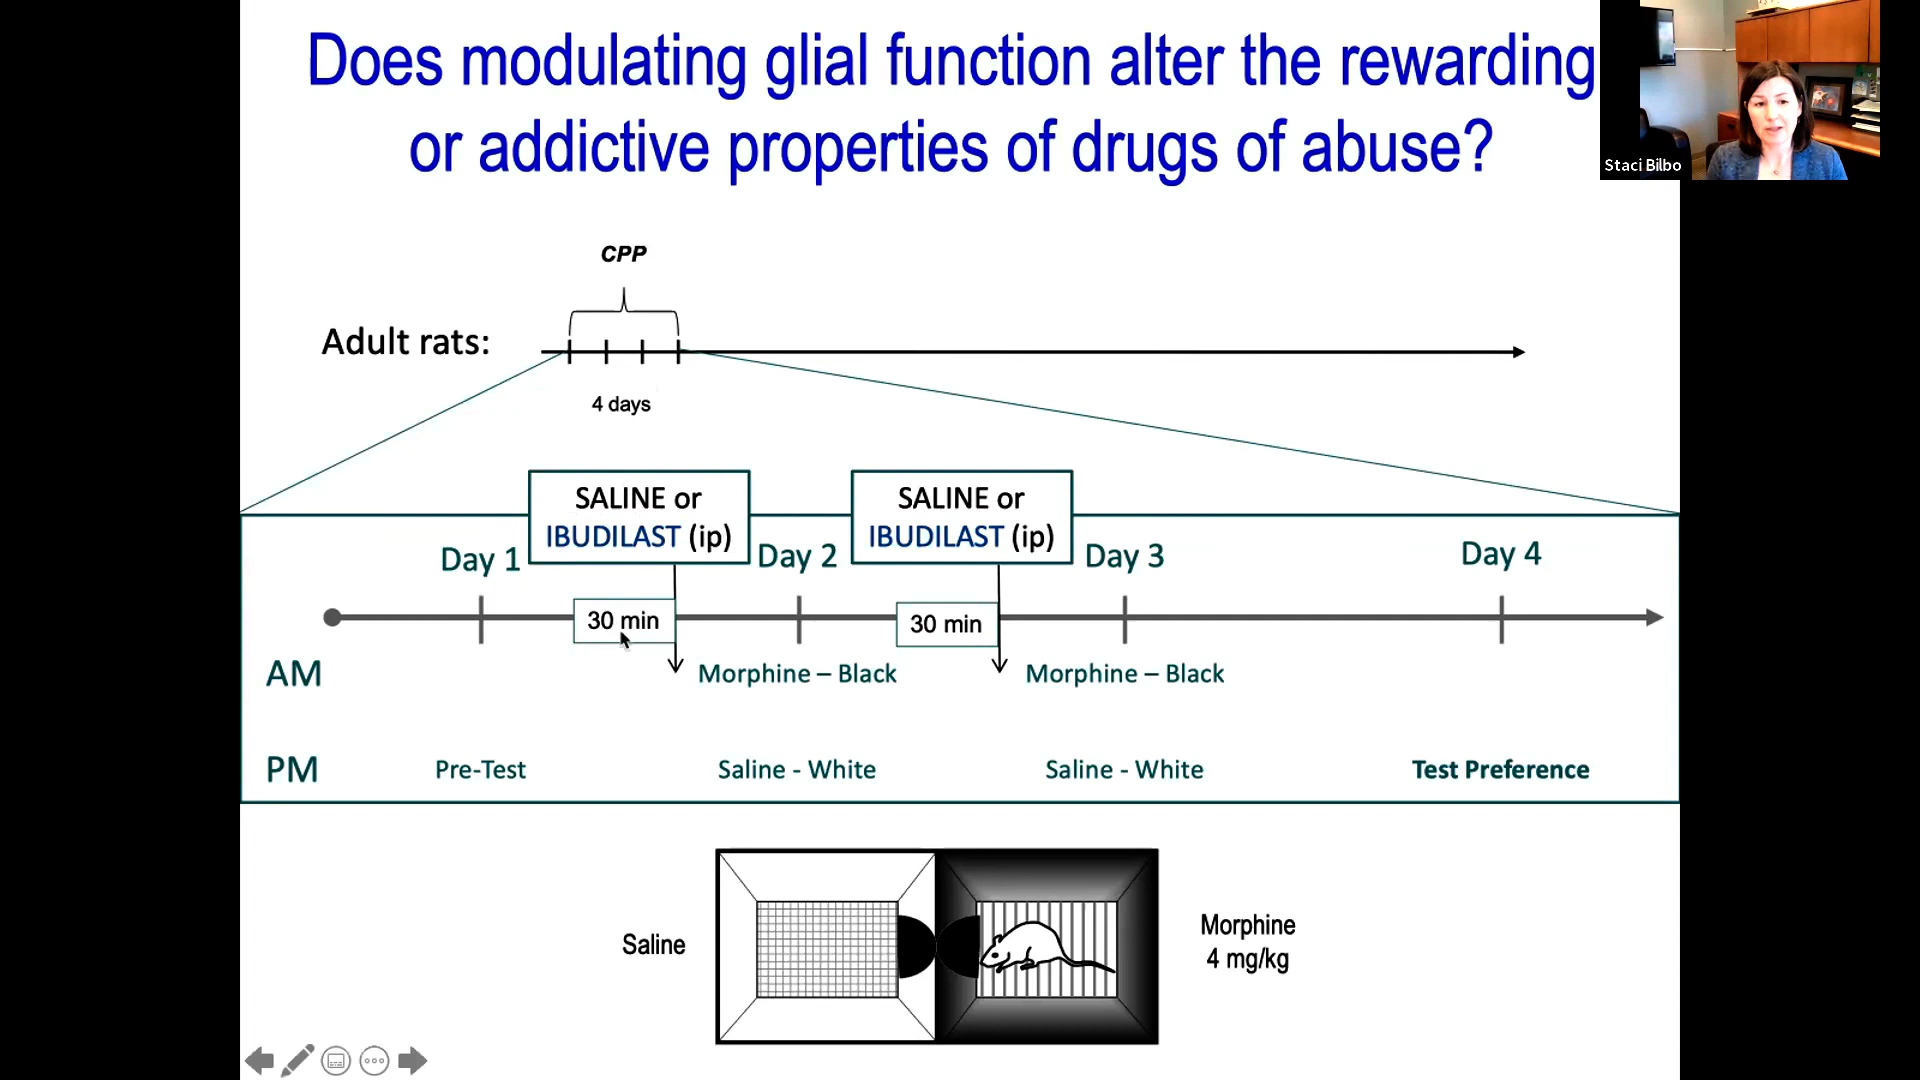 Does modulating glial function alter the rewarding
or addictive properties of drugs of abuse?
Staci Bilbo
CPP
Adult rats:
4 days
SALINE or
IBUDILAST (ip)
SALINE or
IBUDILAST (ip)
Day 1
Day 2
Day 3
Day 4
30 min
30 min
AM
Morphine – Black
Morphine – Black
PM
Pre-Test
Saline - White
Saline - White
Test Preference
Saline
Morphine
4 mg/kg